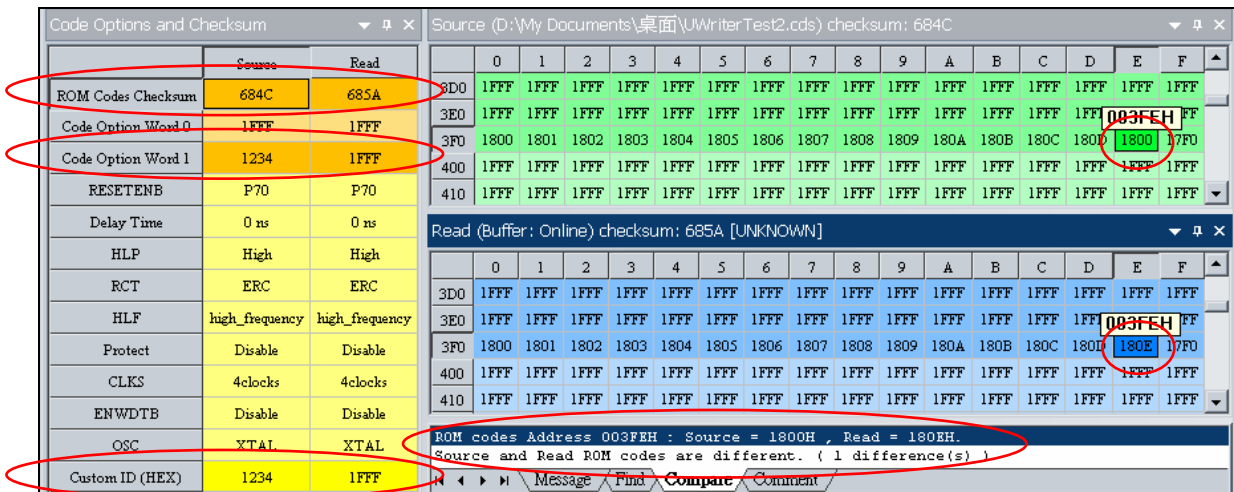 Code Options and Checksum
Source Read
ROM Codes Checksum 684C 685A
Code Option Word 0 1FFF 1FFF
Code Option Word 1 1234 1FFF
RESETENB P70 P70
Delay Time 0 ns 0 ns
HLP High High
RCT ERC ERC
HLF high_frequency high_frequency
Protect Disable Disable
CLKS 4clocks 4clocks
ENWDTB Disable Disable
OSC XTAL XTAL
Custom ID (HEX) 1234 1FFF
Source (D:\My Documents\桌面\UWriterTest2.cds) checksum: 684C
0 1 2 3 4 5 6 7 8 9 A B C D E F
3D0 1FFF 1FFF 1FFF 1FFF 1FFF 1FFF 1FFF 1FFF 1FFF 1FFF 1FFF 1FFF 1FFF 1FFF 1FFF 1FFF
3E0 1FFF 1FFF 1FFF 1FFF 1FFF 1FFF 1FFF 1FFF 1FFF 1FFF 1FFF 1FFF 1FFF 1FF 003FEH FF
3F0 1800 1801 1802 1803 1804 1805 1806 1807 1808 1809 180A 180B 180C 180D 1800 17F0
400 1FFF 1FFF 1FFF 1FFF 1FFF 1FFF 1FFF 1FFF 1FFF 1FFF 1FFF 1FFF 1FFF 1FFF 1FFF 1FFF
410 1FFF 1FFF 1FFF 1FFF 1FFF 1FFF 1FFF 1FFF 1FFF 1FFF 1FFF 1FFF 1FFF 1FFF 1FFF 1FFF
Read (Buffer: Online) checksum: 685A [UNKNOWN]
0 1 2 3 4 5 6 7 8 9 A B C D E F
3D0 1FFF 1FFF 1FFF 1FFF 1FFF 1FFF 1FFF 1FFF 1FFF 1FFF 1FFF 1FFF 1FFF 1FFF 1FFF 1FFF
3E0 1FFF 1FFF 1FFF 1FFF 1FFF 1FFF 1FFF 1FFF 1FFF 1FFF 1FFF 1FFF 1FFF 1FF 003FEH FF
3F0 1800 1801 1802 1803 1804 1805 1806 1807 1808 1809 180A 180B 180C 180D 180E 17F0
400 1FFF 1FFF 1FFF 1FFF 1FFF 1FFF 1FFF 1FFF 1FFF 1FFF 1FFF 1FFF 1FFF 1FFF 1FFF 1FFF
410 1FFF 1FFF 1FFF 1FFF 1FFF 1FFF 1FFF 1FFF 1FFF 1FFF 1FFF 1FFF 1FFF 1FFF 1FFF 1FFF
ROM codes Address 003FEH : Source = 1800H , Read = 180EH.
Source and Read ROM codes are different. ( 1 difference(s) )
Message Find Compare Comment